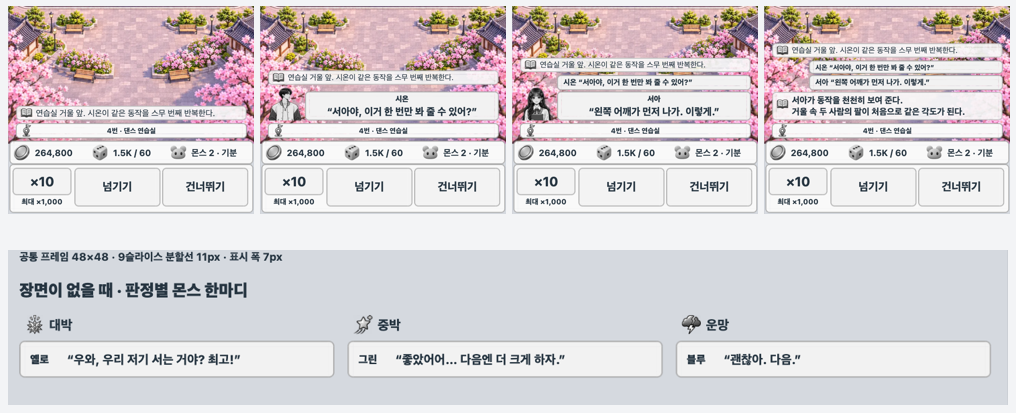 연습실 거울 앞. 시온이 같은 동작을 스무 번째 반복한다.
4번 · 댄스 연습실
264,800
1.5K / 60
몬스 2 · 기분
×10
최대 ×1,000
넘기기
건너뛰기
연습실 거울 앞. 시온이 같은 동작을 스무 번째 반복한다.
시온
“서아야, 이거 한 번만 봐 줄 수 있어?”
4번 · 댄스 연습실
264,800
1.5K / 60
몬스 2 · 기분
×10
최대 ×1,000
넘기기
건너뛰기
연습실 거울 앞. 시온이 같은 동작을 스무 번째 반복한다.
시온 “서아야, 이거 한 번만 봐 줄 수 있어?”
서아
“왼쪽 어깨가 먼저 나가. 이렇게.”
4번 · 댄스 연습실
264,800
1.5K / 60
몬스 2 · 기분
×10
최대 ×1,000
넘기기
건너뛰기
연습실 거울 앞. 시온이 같은 동작을 스무 번째 반복한다.
시온 “서아야, 이거 한 번만 봐 줄 수 있어?”
서아 “왼쪽 어깨가 먼저 나가. 이렇게.”
서아가 동작을 천천히 보여 준다.
거울 속 두 사람의 팔이 처음으로 같은 각도가 된다.
4번 · 댄스 연습실
264,800
1.5K / 60
몬스 2 · 기분
×10
최대 ×1,000
넘기기
건너뛰기
공통 프레임 48×48 · 9슬라이스 분할선 11px · 표시 폭 7px
장면이 없을 때 · 판정별 몬스 한마디
대박
옐로 “우와, 우리 저기 서는 거야? 최고!”
중박
그린 “좋았어어… 다음엔 더 크게 하자.”
운망
블루 “괜찮아. 다음.”